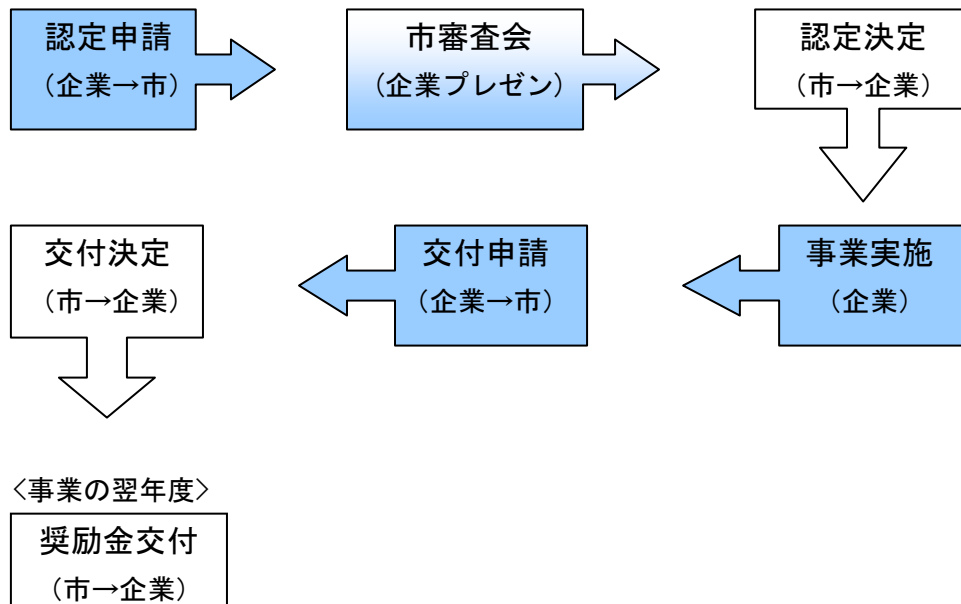 認定申請
（企業→市）
市審査会
（企業プレゼン）
認定決定
（市→企業）
事業実施
（企業）
交付申請
（企業→市）
交付決定
（市→企業）
〈事業の翌年度〉
奨励金交付
（市→企業）